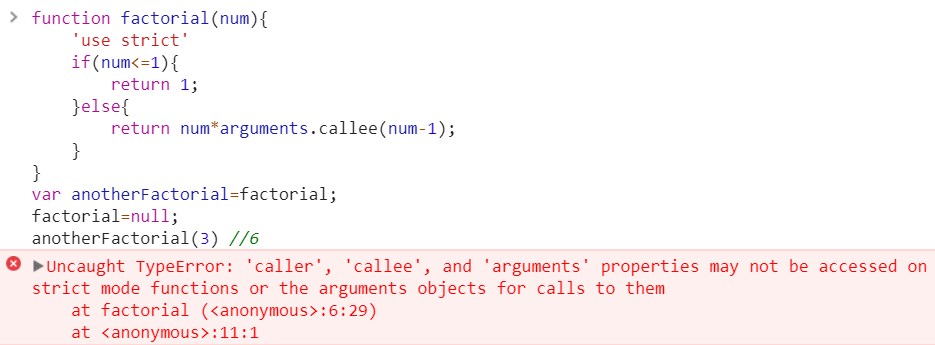 > function factorial(num){
    'use strict'
    if(num<=1){
        return 1;
    }else{
        return num*arguments.callee(num-1);
    }
}
var anotherFactorial=factorial;
factorial=null;
anotherFactorial(3) //6
▶Uncaught TypeError: 'caller', 'callee', and 'arguments' properties may not be accessed on
strict mode functions or the arguments objects for calls to them
    at factorial (<anonymous>:6:29)
    at <anonymous>:11:1